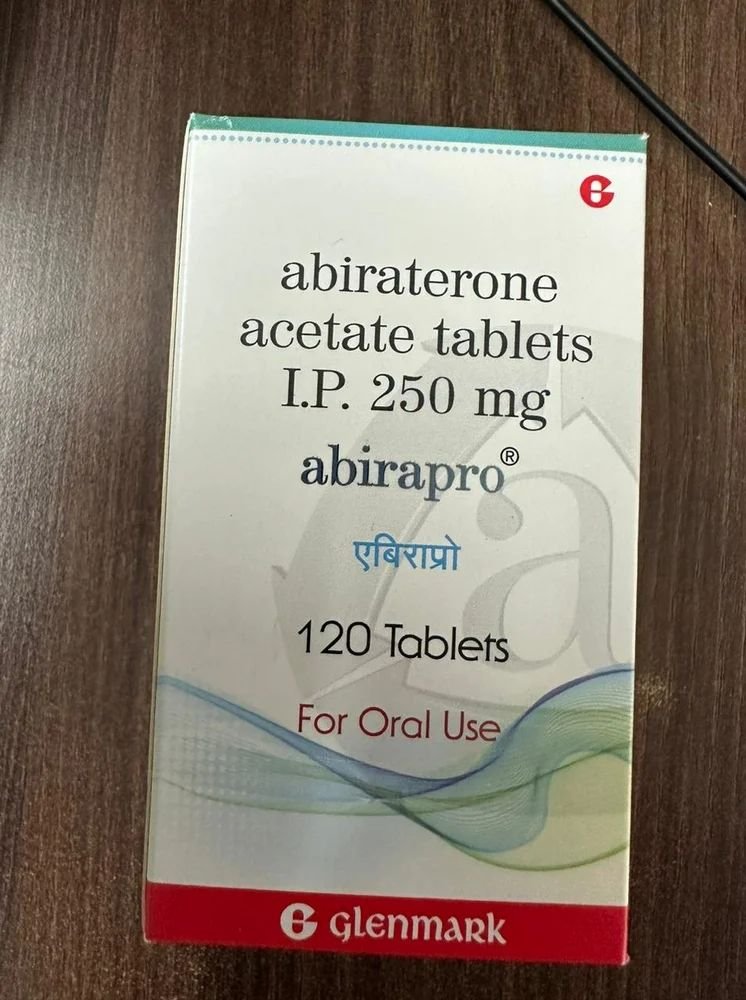 abiraterone
acetate tablets
I.P. 250 mg
abirapro®
एबिराप्रो
120 Tablets
For Oral Use
GLENMARK